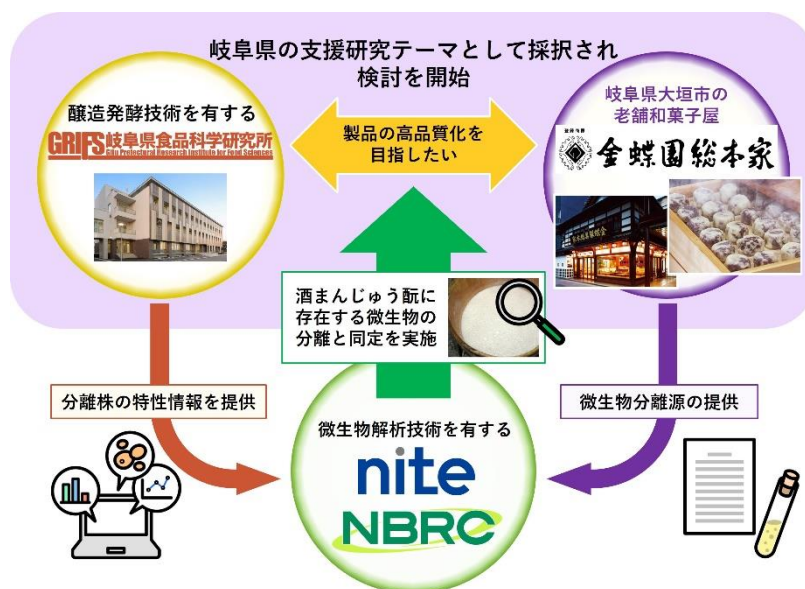 岐阜県の支援研究テーマとして採択され
検討を開始
醸造発酵技術を有する
GRIFS岐阜県食品科学研究所
Gifu Prefectural Research Institute for Food Sciences
製品の高品質化を
目指したい
岐阜県大垣市の
老舗和菓子屋
金蝶園総本家
酒まんじゅう酛に
存在する微生物の
分離と同定を実施
分離株の特性情報を提供
微生物分離源の提供
微生物解析技術を有する
nite
NBRC